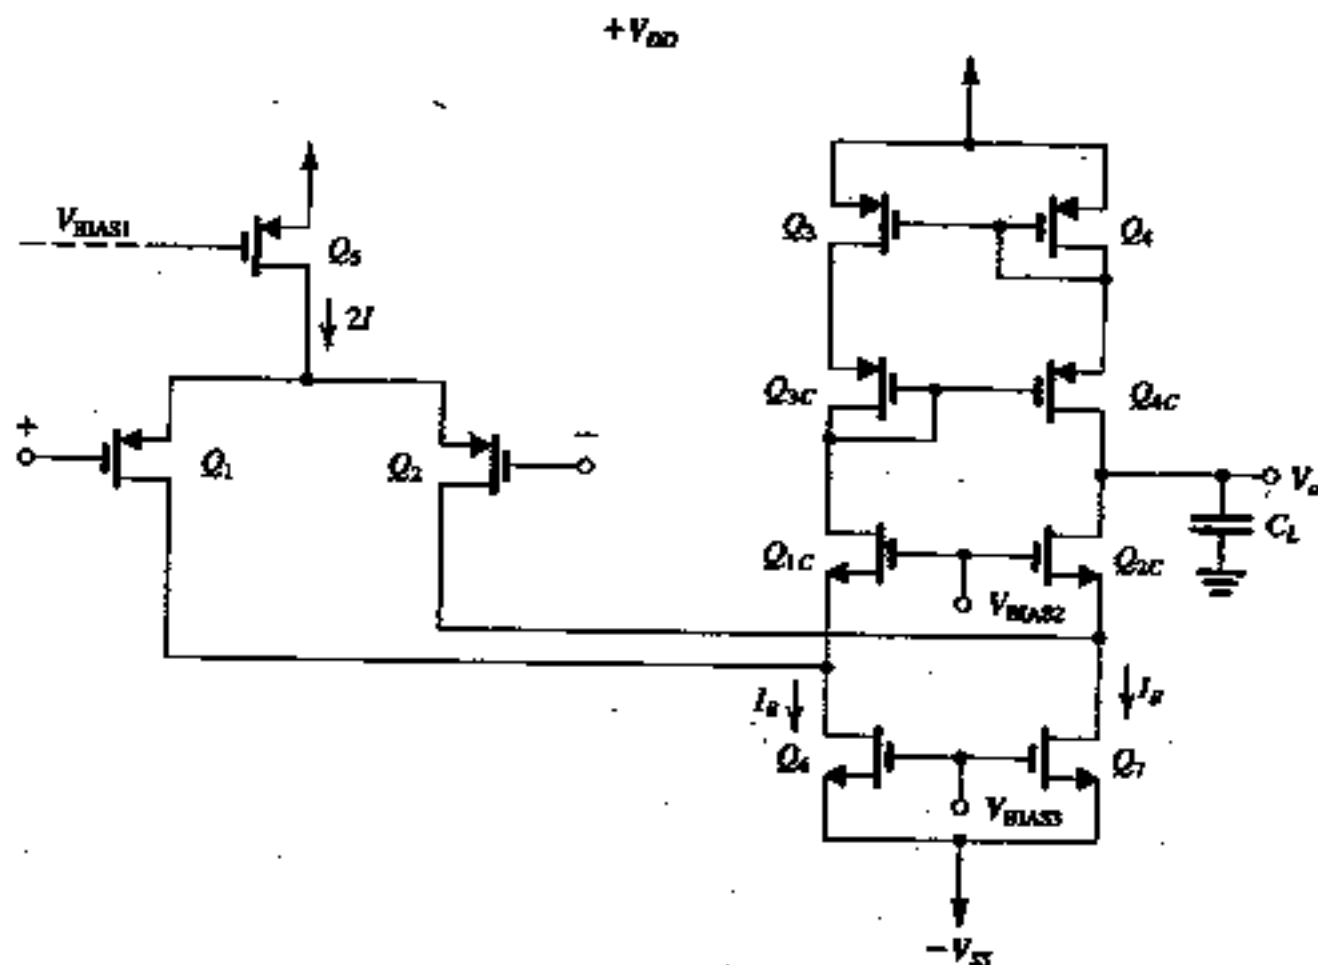 +V_DD
V_BIAS1
Q_5
2I
Q_3
Q_4
Q_3C
Q_4C
+
Q_1
Q_2
−
V_o
C_L
Q_1C
Q_2C
V_BIAS2
I_B
I_B
Q_7
V_BIAS3
−V_SS